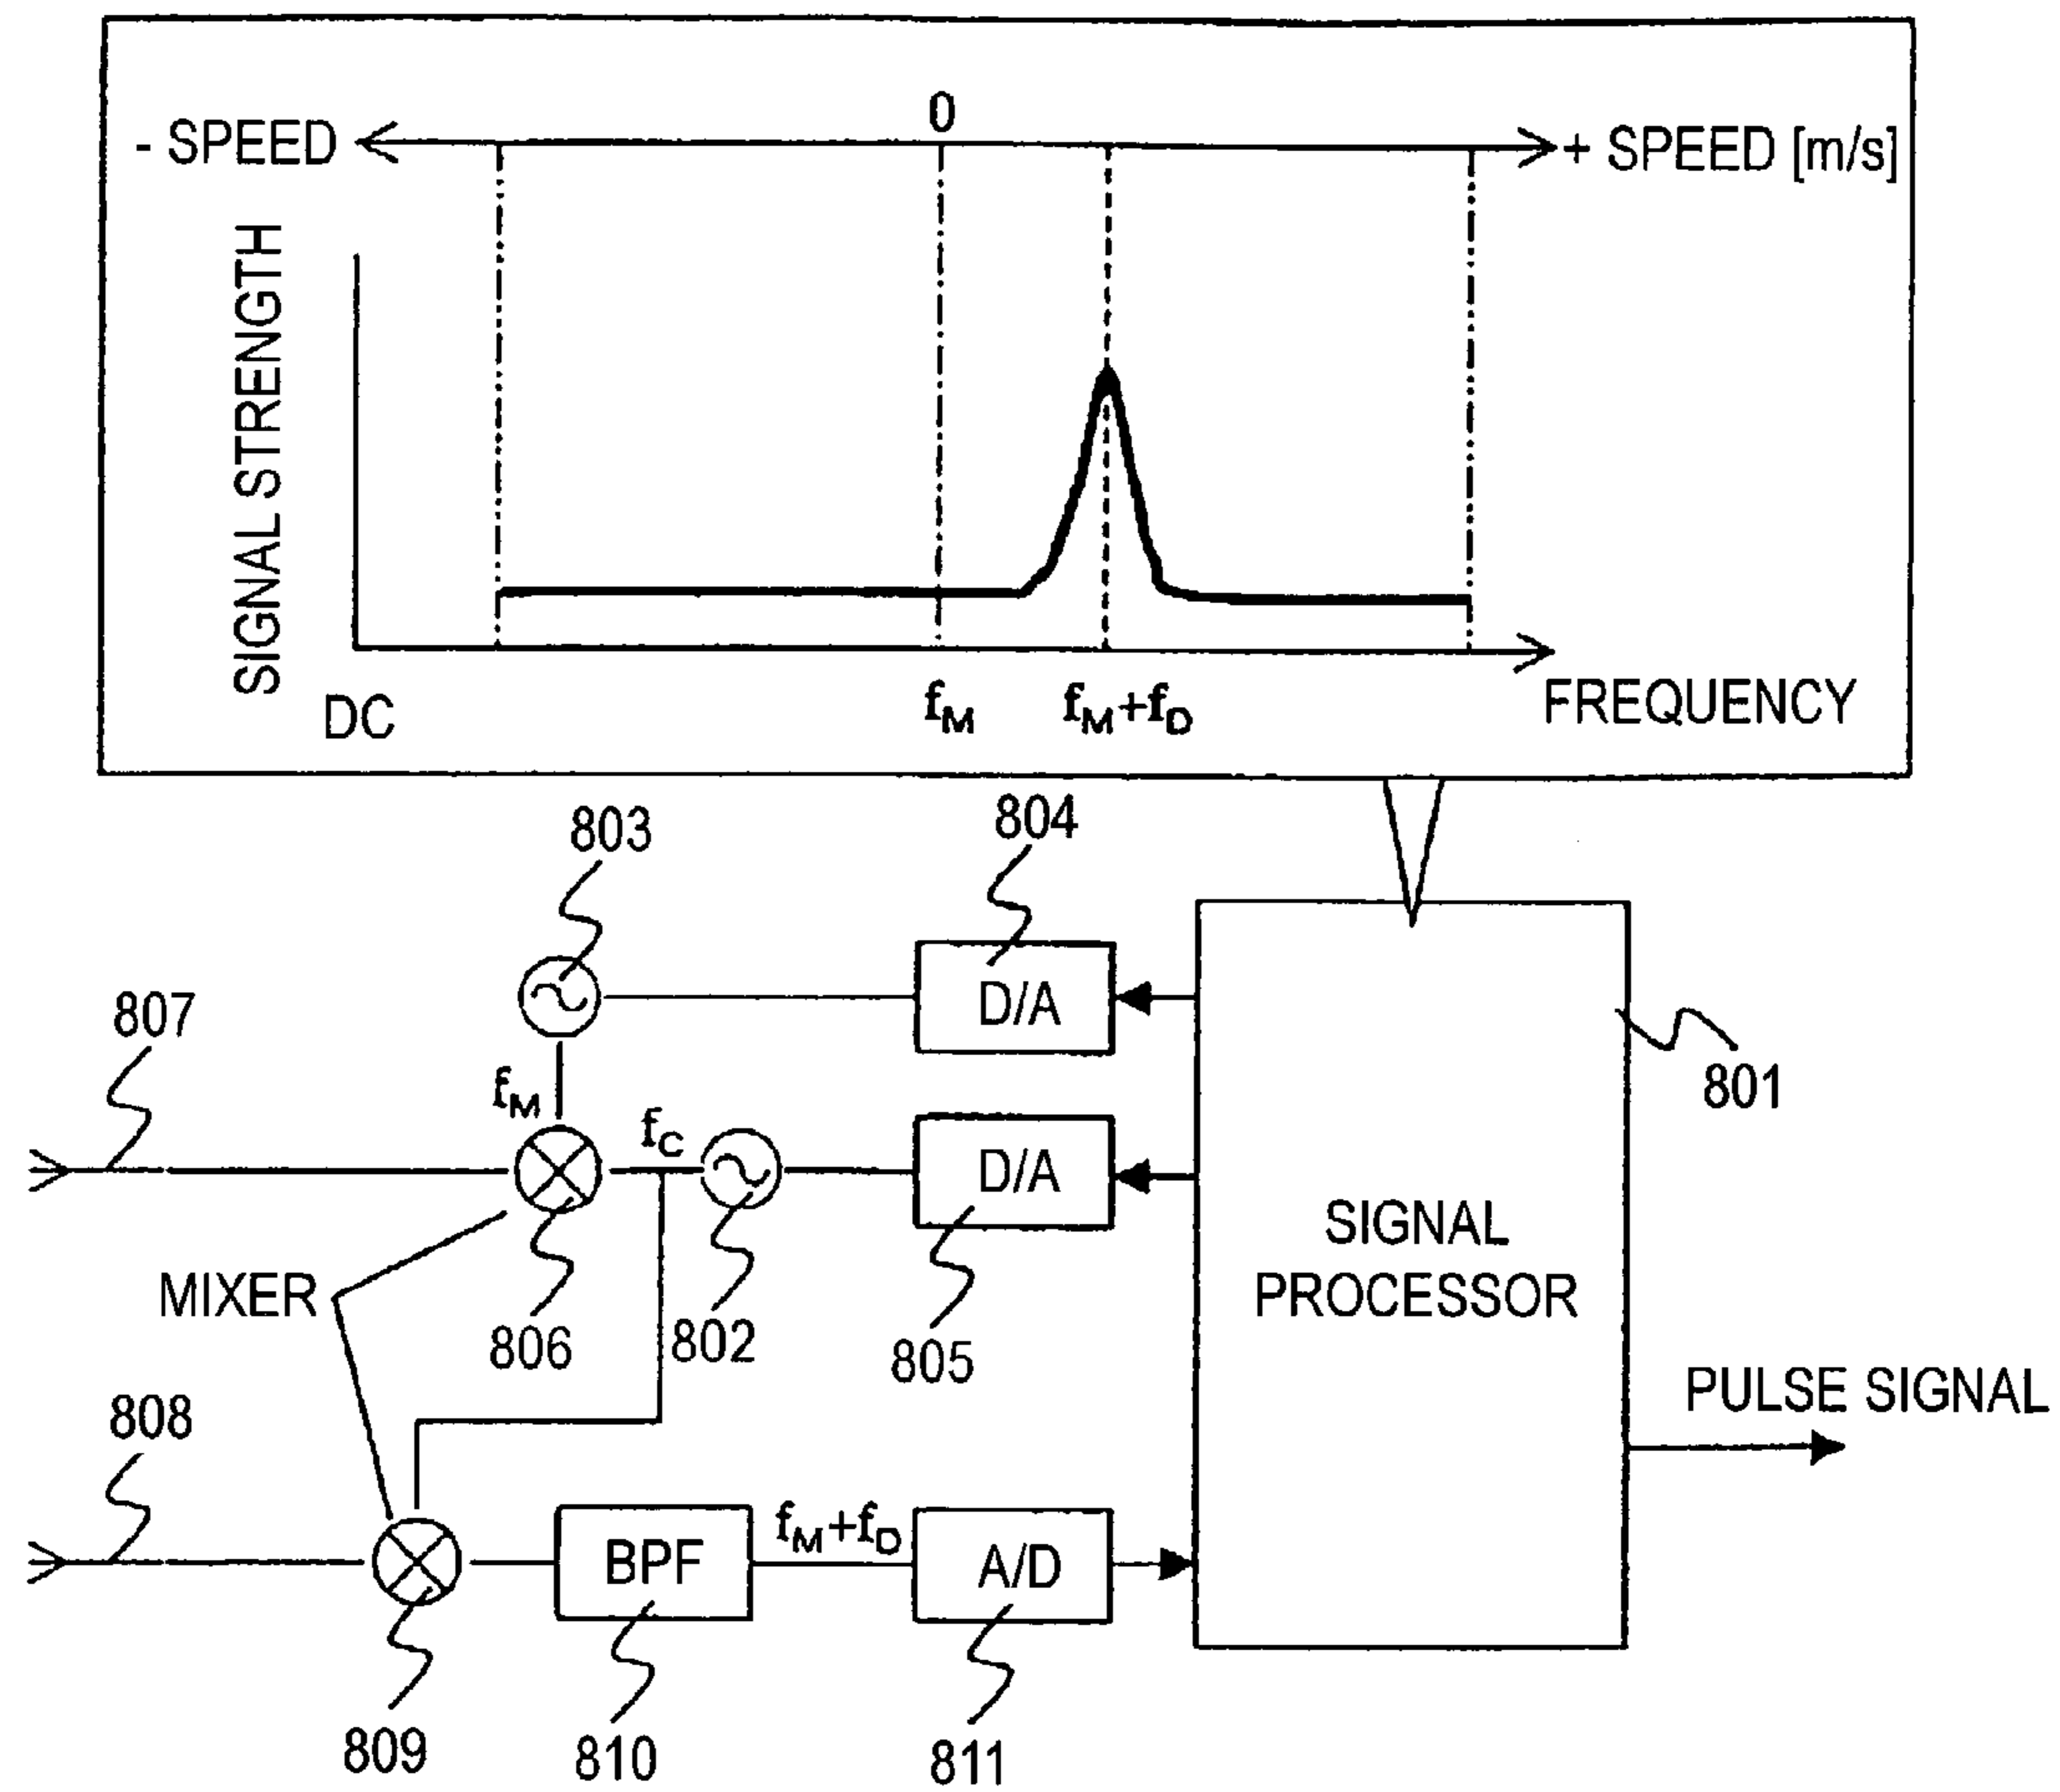 0
- SPEED
+ SPEED [m/s]
SIGNAL STRENGTH
DC
fM
fM+fD
FREQUENCY
803
804
807
D/A
801
fM
fC
D/A
SIGNAL
PROCESSOR
MIXER
806
802
805
PULSE SIGNAL
808
BPF
fM+fD
A/D
809
810
811